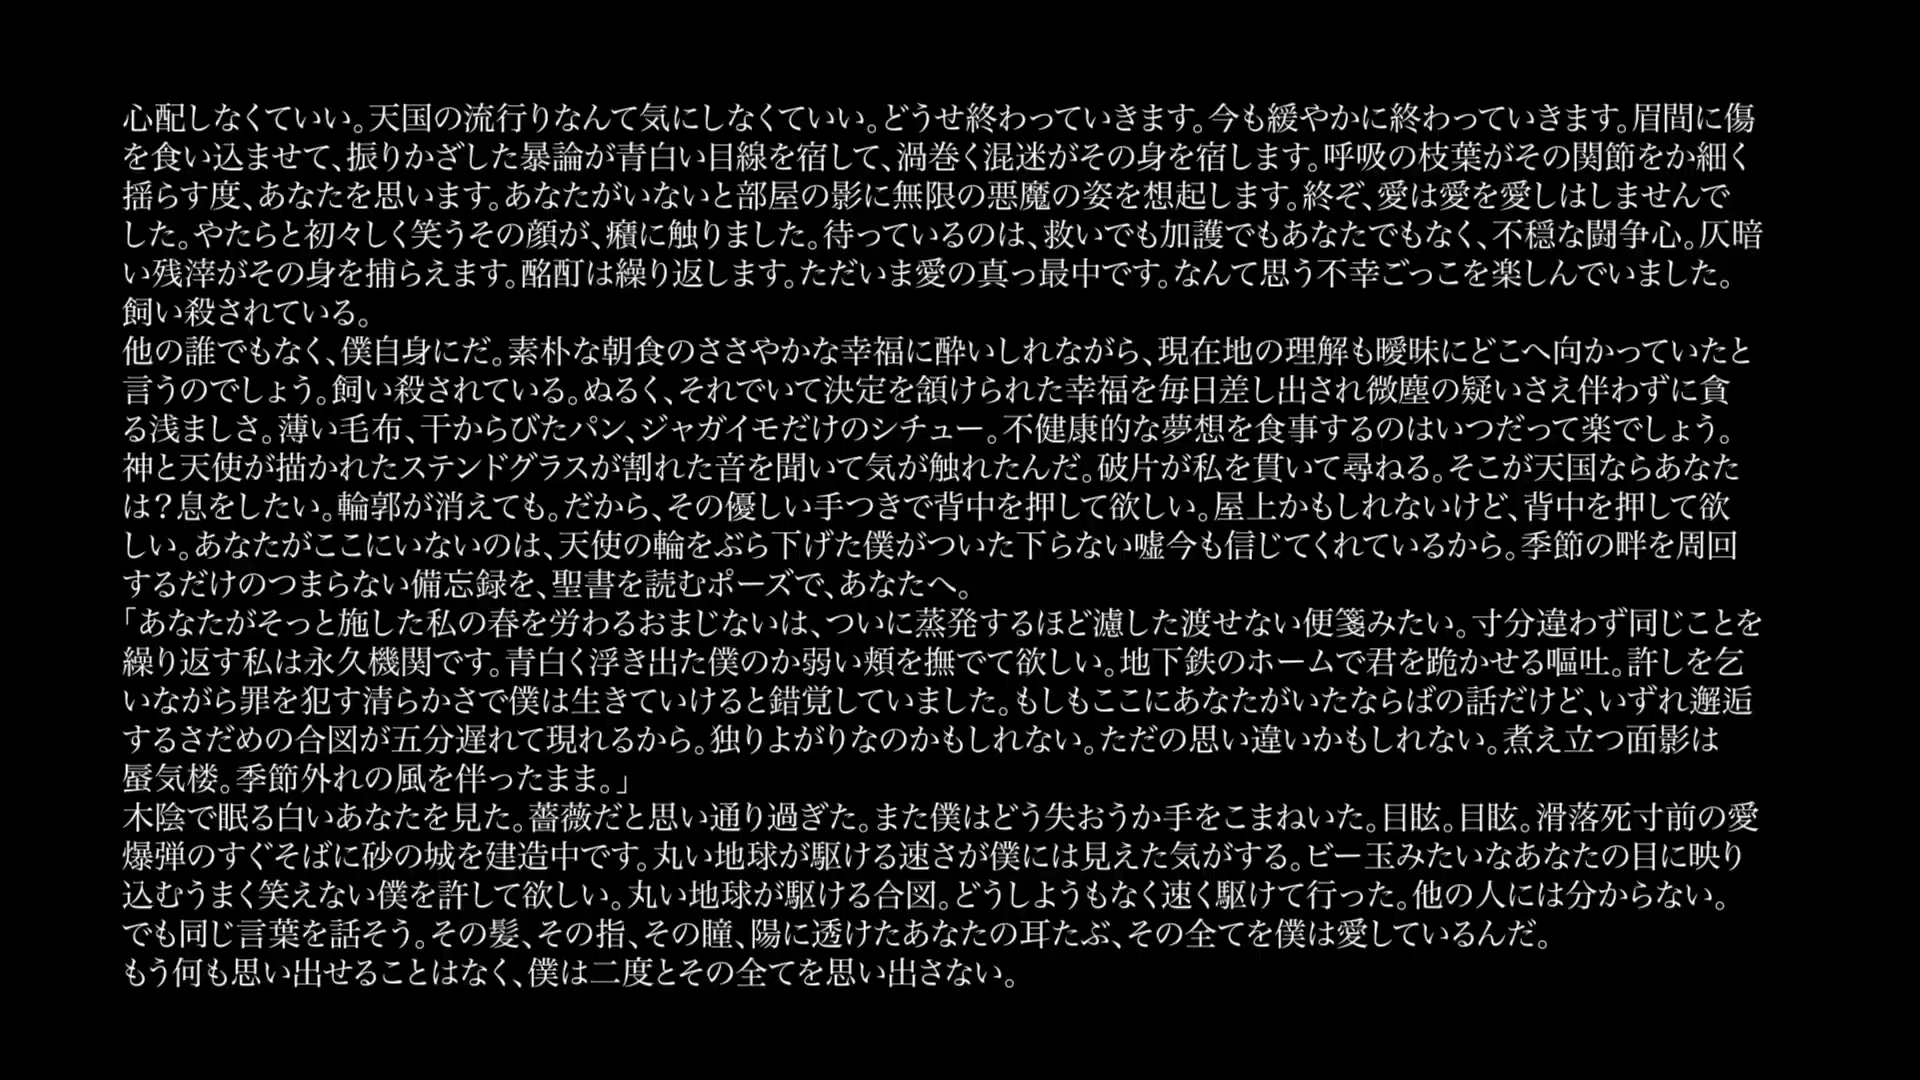 心配しなくていい。天国の流行りなんて気にしなくていい。どうせ終わっていきます。今も緩やかに終わっていきます。眉間に傷
を食い込ませて、振りかざした暴論が青白い目線を宿して、渦巻く混迷がその身を宿します。呼吸の枝葉がその関節をか細く
揺らす度、あなたを思います。あなたがいないと部屋の影に無限の悪魔の姿を想起します。終ぞ、愛は愛を愛しはしませんで
した。やたらと初々しく笑うその顔が、癪に触りました。待っているのは、救いでも加護でもあなたでもなく、不穏な闘争心。仄暗
い残滓がその身を捕らえます。酩酊は繰り返します。ただいま愛の真っ最中です。なんて思う不幸ごっこを楽しんでいました。
飼い殺されている。
他の誰でもなく、僕自身にだ。素朴な朝食のささやかな幸福に酔いしれながら、現在地の理解も曖昧にどこへ向かっていたと
言うのでしょう。飼い殺されている。ぬるく、それでいて決定を頷けられた幸福を毎日差し出され微塵の疑いさえ伴わずに貪
る浅ましさ。薄い毛布、干からびたパン、ジャガイモだけのシチュー。不健康的な夢想を食事するのはいつだって楽でしょう。
神と天使が描かれたステンドグラスが割れた音を聞いて気が触れたんだ。破片が私を貫いて尋ねる。そこが天国ならあなた
は？息をしたい。輪郭が消えても。だから、その優しい手つきで背中を押して欲しい。屋上かもしれないけど、背中を押して欲
しい。あなたがここにいないのは、天使の輪をぶら下げた僕がついた下らない嘘今も信じてくれているから。季節の畔を周回
するだけのつまらない備忘録を、聖書を読むポーズで、あなたへ。
「あなたがそっと施した私の春を労わるおまじないは、ついに蒸発するほど濾した渡せない便箋みたい。寸分違わず同じことを
繰り返す私は永久機関です。青白く浮き出た僕のか弱い頬を撫でて欲しい。地下鉄のホームで君を跪かせる嘔吐。許しを乞
いながら罪を犯す清らかさで僕は生きていけると錯覚していました。もしもここにあなたがいたならばの話だけど、いずれ邂逅
するさだめの合図が五分遅れて現れるから。独りよがりなのかもしれない。ただの思い違いかもしれない。煮え立つ面影は
蜃気楼。季節外れの風を伴ったまま。」
木陰で眠る白いあなたを見た。薔薇だと思い通り過ぎた。また僕はどう失おうか手をこまねいた。目眩。目眩。滑落死寸前の愛
爆弾のすぐそばに砂の城を建造中です。丸い地球が駆ける速さが僕には見えた気がする。ビー玉みたいなあなたの目に映り
込むうまく笑えない僕を許して欲しい。丸い地球が駆ける合図。どうしようもなく速く駆けて行った。他の人には分からない。
でも同じ言葉を話そう。その髪、その指、その瞳、陽に透けたあなたの耳たぶ、その全てを僕は愛しているんだ。
もう何も思い出せることはなく、僕は二度とその全てを思い出さない。